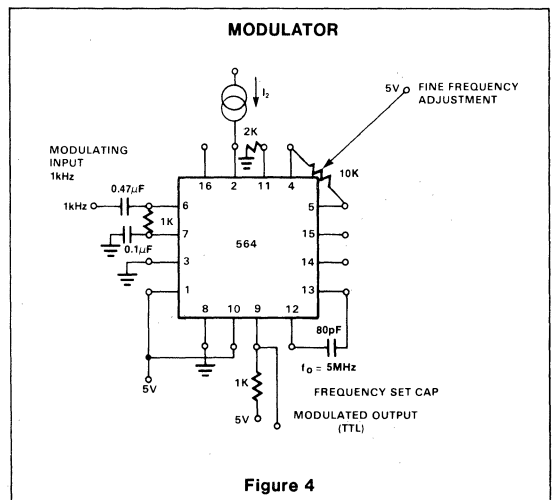 MODULATOR
I2
5V
FINE FREQUENCY
ADJUSTMENT
2K
MODULATING
INPUT
1kHz
10K
0.47μF
16 2 11 4
1kHz
6
5
1K
7
564
15
0.1μF
3
14
1
13
8 10 9 12
80pF
fo = 5MHz
5V
1K
FREQUENCY SET CAP
5V
MODULATED OUTPUT
(TTL)
Figure 4